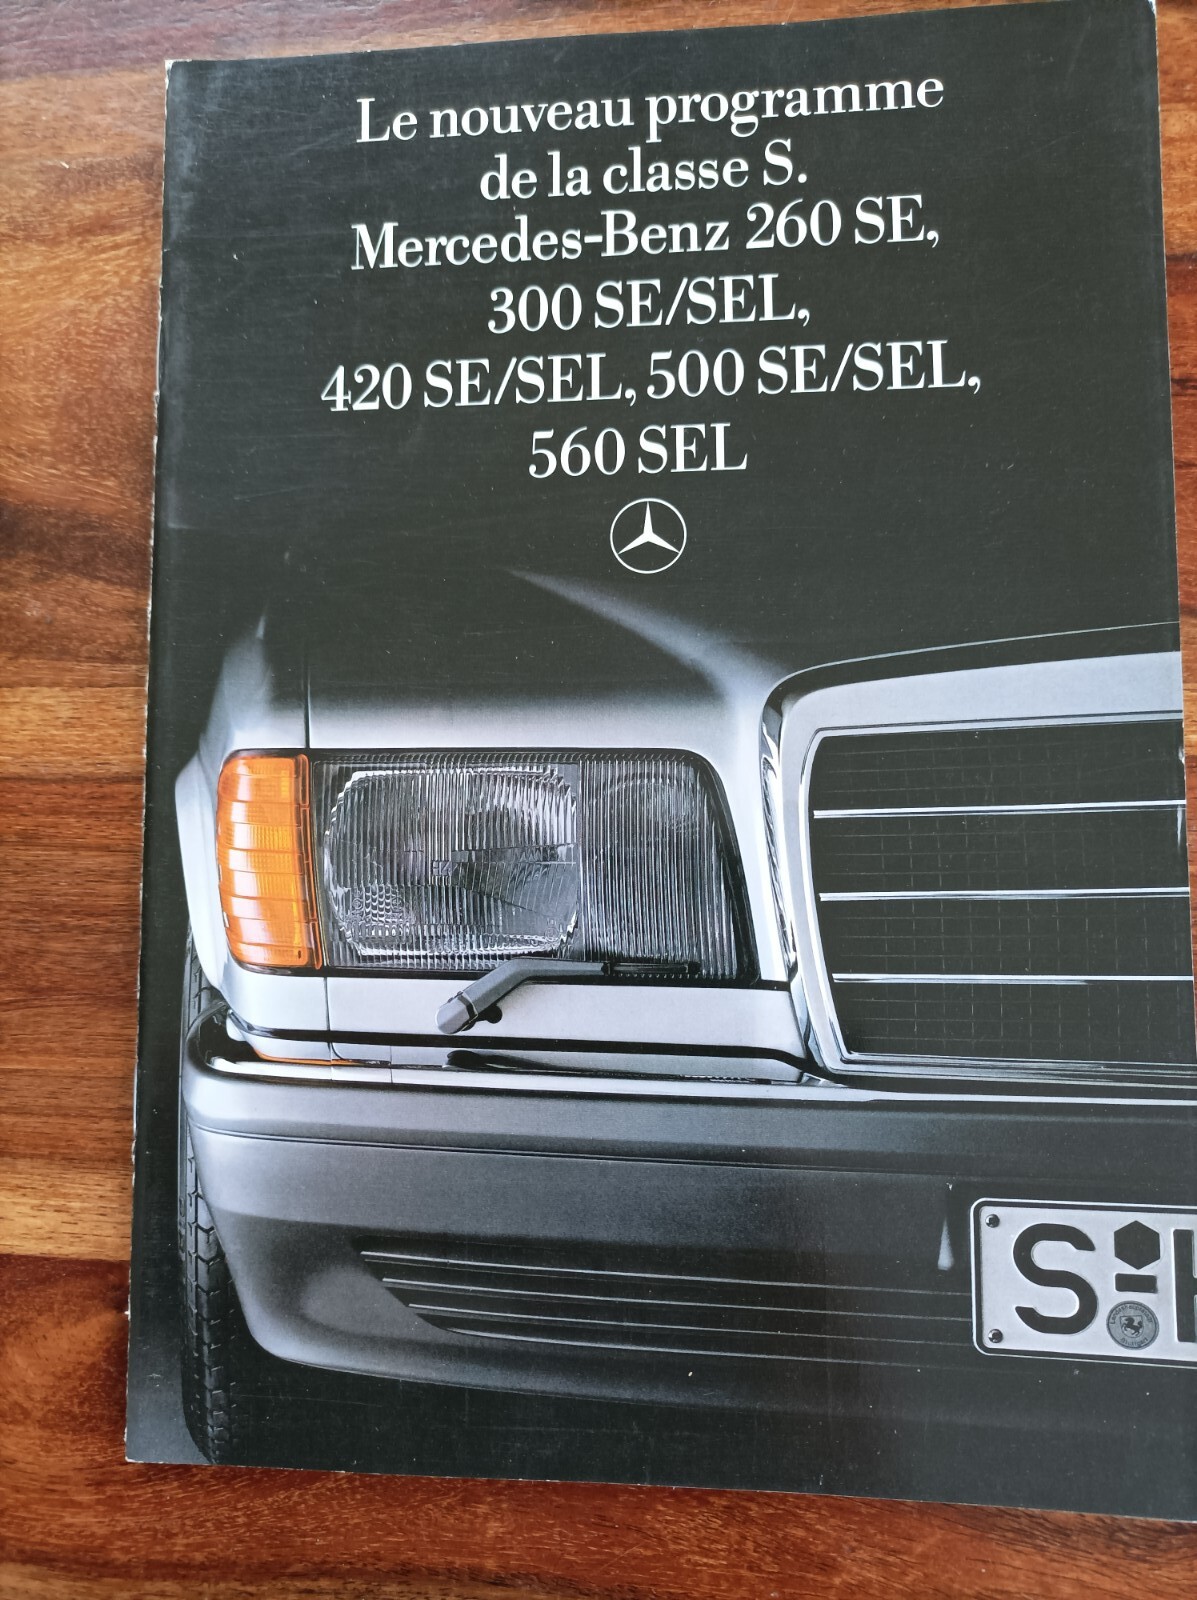 Le nouveau programme
de la classe S.
Mercedes-Benz 260 SE,
300 SE/SEL,
420 SE/SEL, 500 SE/SEL,
560 SEL
S